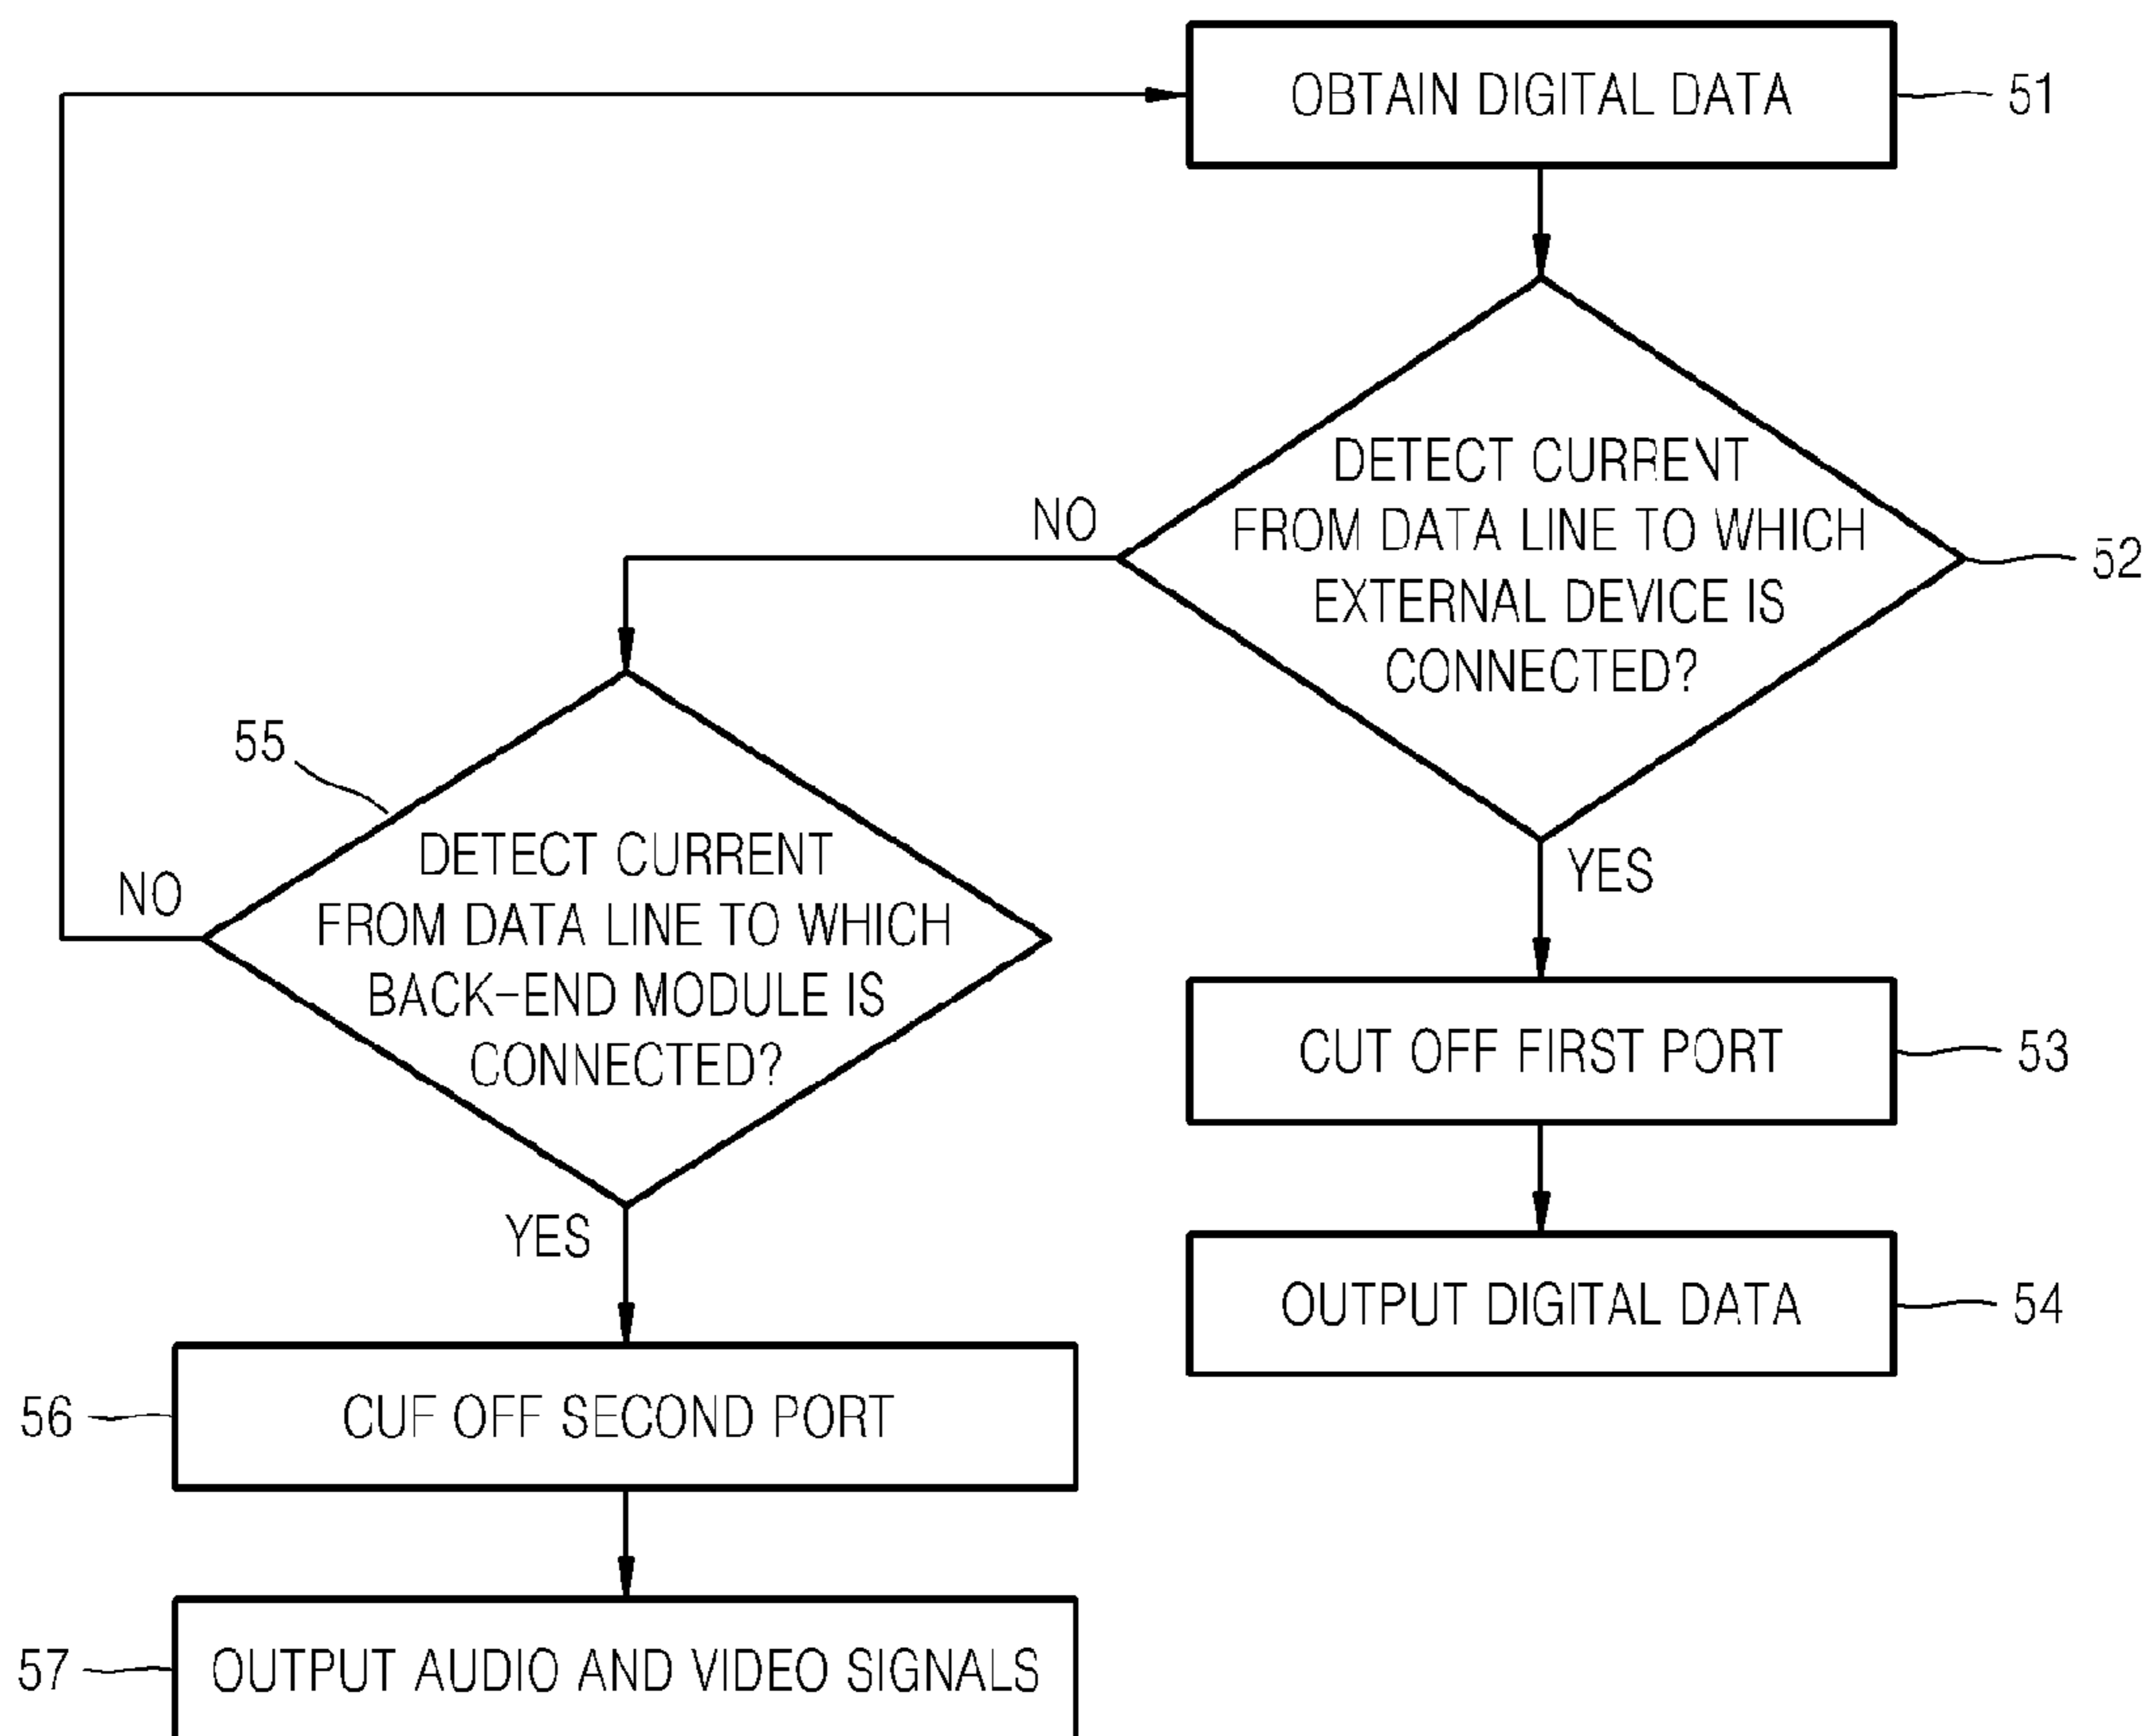 OBTAIN DIGITAL DATA
51
DETECT CURRENT
FROM DATA LINE TO WHICH
EXTERNAL DEVICE IS
CONNECTED?
52
NO
YES
55
DETECT CURRENT
FROM DATA LINE TO WHICH
BACK-END MODULE IS
CONNECTED?
NO
YES
CUT OFF FIRST PORT
53
OUTPUT DIGITAL DATA
54
56
CUF OFF SECOND PORT
57
OUTPUT AUDIO AND VIDEO SIGNALS